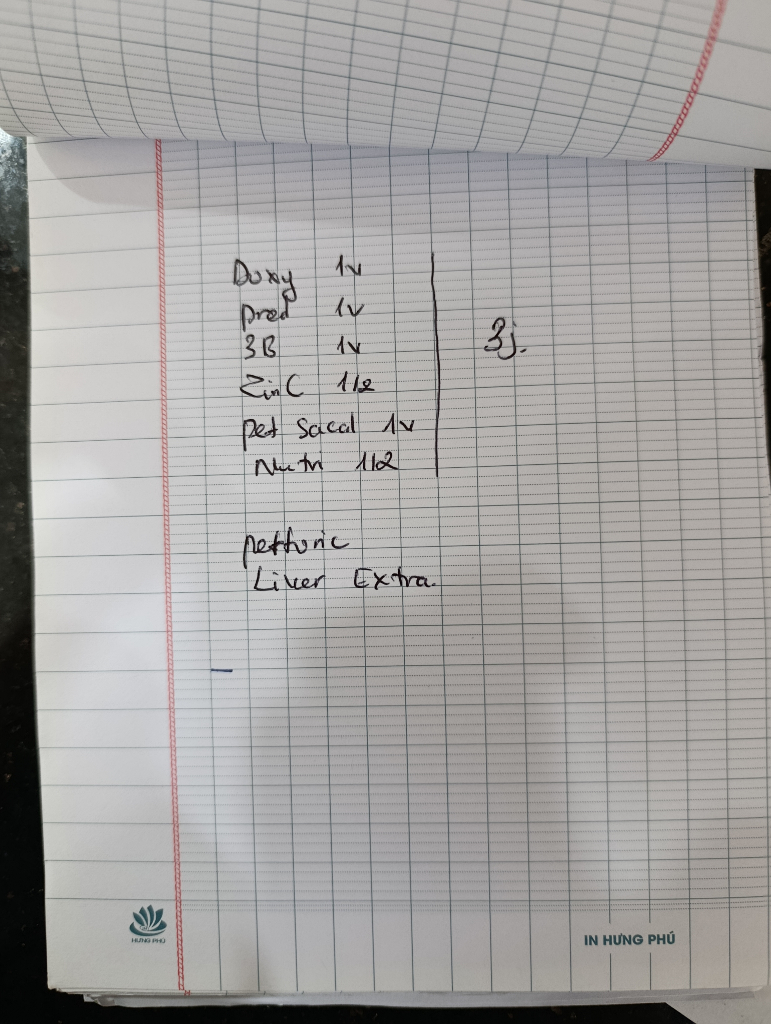 Doxy 1v
Pred 1v
3B 1v
ZinC 1/2
pet Sacal 1v
Nutri 1/2
3j.
pettonic
Liver Extra.
HƯNG PHÚ
IN HƯNG PHÚ